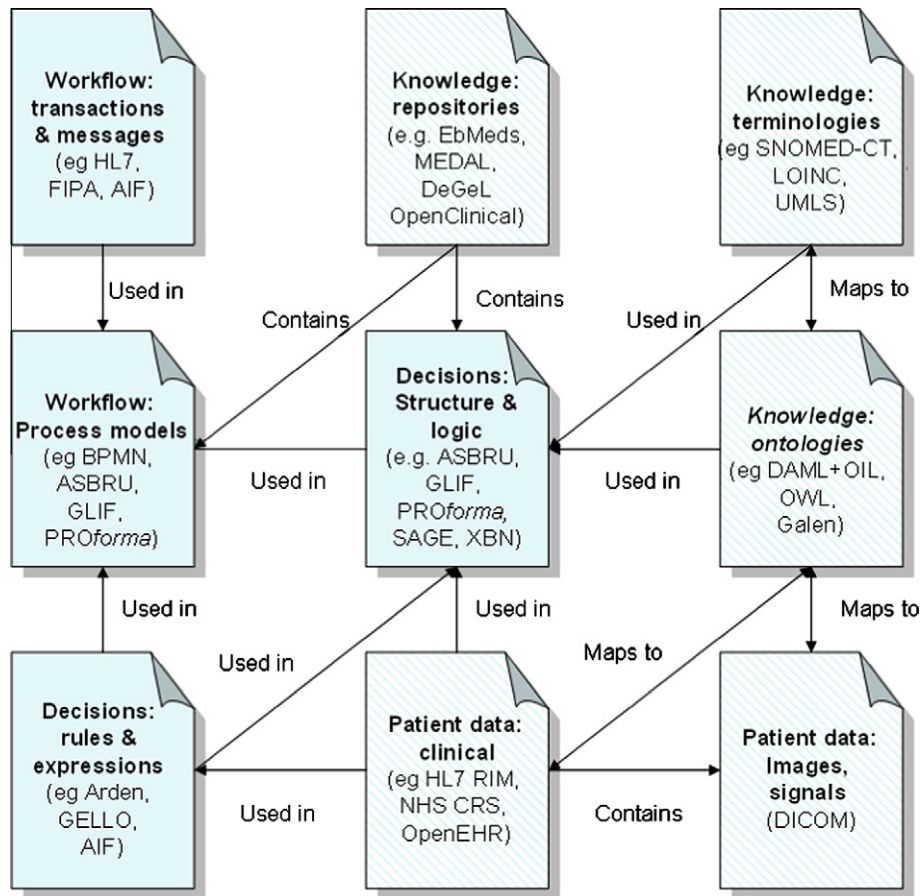 Workflow:
transactions
& messages
(eg HL7,
FIPA, AIF)
Knowledge:
repositories
(e.g. EbMeds,
MEDAL,
DeGeL
OpenClinical)
Knowledge:
terminologies
(eg SNOMED-CT,
LOINC,
UMLS)
Used in
Contains
Contains
Used in
Maps to
Workflow:
Process models
(eg BPMN,
ASBRU,
GLIF,
PROforma)
Used in
Decisions:
Structure &
logic
(e.g. ASBRU,
GLIF,
PROforma,
SAGE, XBN)
Used in
Knowledge:
ontologies
(eg DAML+OIL,
OWL,
Galen)
Used in
Used in
Used in
Maps to
Maps to
Decisions:
rules &
expressions
(eg Arden,
GELLO,
AIF)
Used in
Patient data:
clinical
(eg HL7 RIM,
NHS CRS,
OpenEHR)
Contains
Patient data:
Images,
signals
(DICOM)